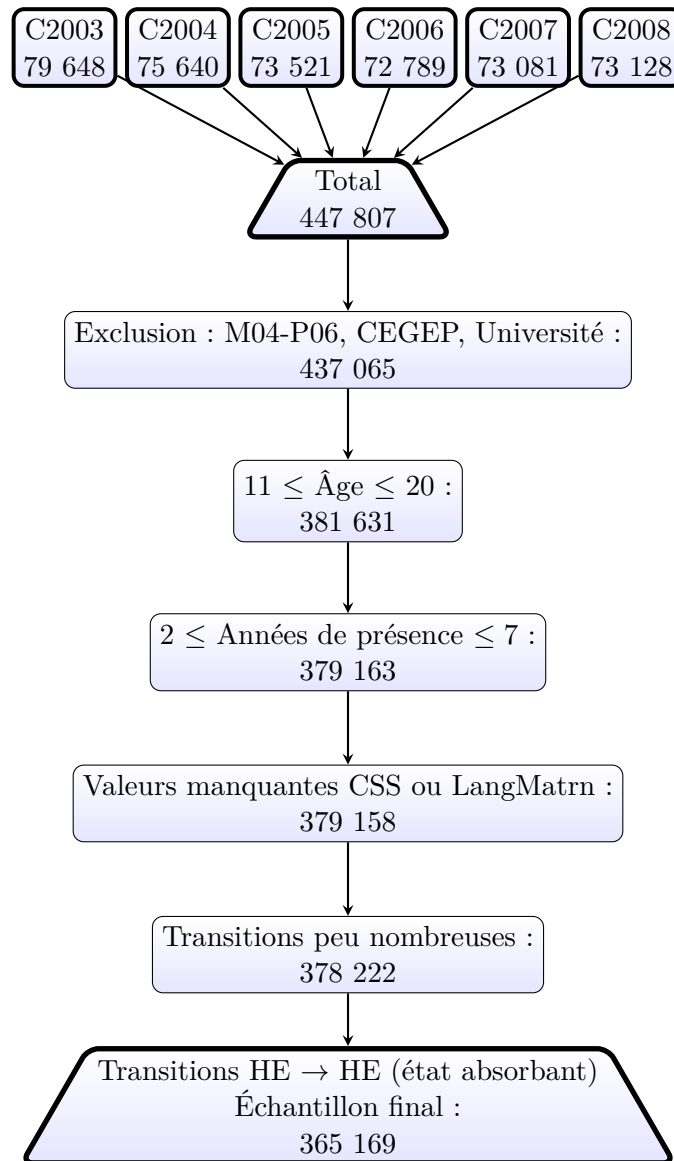 C2003 C2004 C2005 C2006 C2007 C2008
79 648 75 640 73 521 72 789 73 081 73 128
Total
447 807
Exclusion : M04-P06, CEGEP, Université :
437 065
11 ≤ Âge ≤ 20 :
381 631
2 ≤ Années de présence ≤ 7 :
379 163
Valeurs manquantes CSS ou LangMatrn :
379 158
Transitions peu nombreuses :
378 222
Transitions HE → HE (état absorbant)
Échantillon final :
365 169